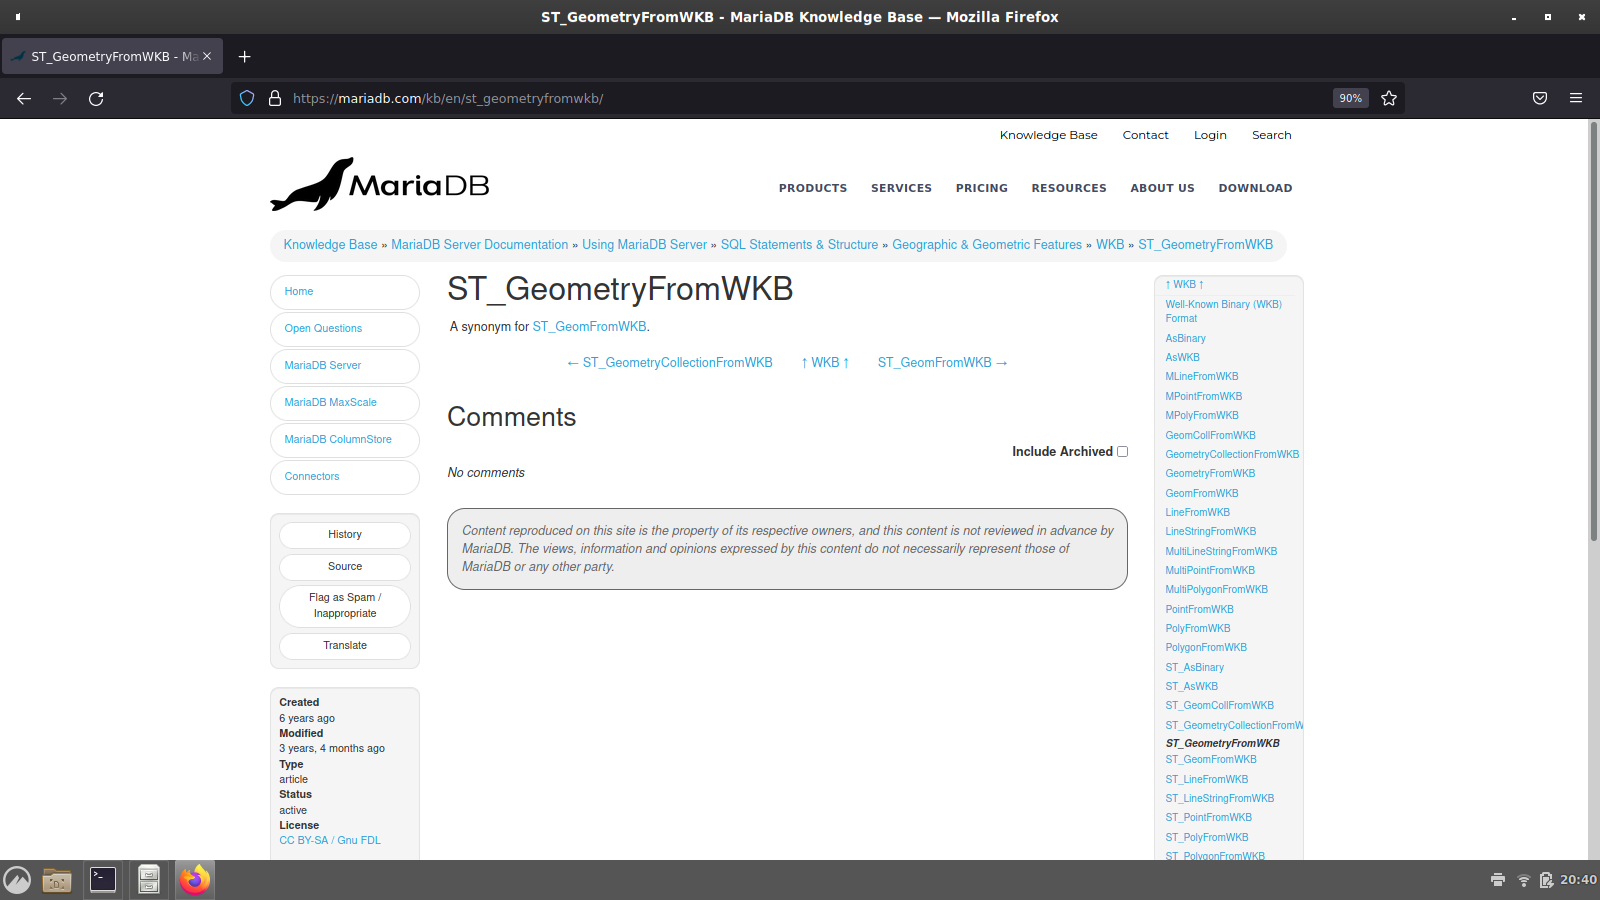 ST_GeometryFromWKB - MariaDB Knowledge Base — Mozilla Firefox
ST_GeometryFromWKB - Ma
https://mariadb.com/kb/en/st_geometryfromwkb/
90%
Knowledge Base Contact Login Search
MariaDB
PRODUCTS SERVICES PRICING RESOURCES ABOUT US DOWNLOAD
Knowledge Base » MariaDB Server Documentation » Using MariaDB Server » SQL Statements & Structure » Geographic & Geometric Features » WKB » ST_GeometryFromWKB
Home
Open Questions
MariaDB Server
MariaDB MaxScale
MariaDB ColumnStore
Connectors
History
Source
Flag as Spam /
Inappropriate
Translate
Created
6 years ago
Modified
3 years, 4 months ago
Type
article
Status
active
License
CC BY-SA / Gnu FDL
ST_GeometryFromWKB
A synonym for ST_GeomFromWKB.
← ST_GeometryCollectionFromWKB ↑ WKB ↑ ST_GeomFromWKB →
Comments
Include Archived
No comments
Content reproduced on this site is the property of its respective owners, and this content is not reviewed in advance by
MariaDB. The views, information and opinions expressed by this content do not necessarily represent those of
MariaDB or any other party.
↑ WKB ↑
Well-Known Binary (WKB)
Format
AsBinary
AsWKB
MLineFromWKB
MPointFromWKB
MPolyFromWKB
GeomCollFromWKB
GeometryCollectionFromWKB
GeometryFromWKB
GeomFromWKB
LineFromWKB
LineStringFromWKB
MultiLineStringFromWKB
MultiPointFromWKB
MultiPolygonFromWKB
PointFromWKB
PolyFromWKB
PolygonFromWKB
ST_AsBinary
ST_AsWKB
ST_GeomCollFromWKB
ST_GeometryCollectionFromW
ST_GeometryFromWKB
ST_GeomFromWKB
ST_LineFromWKB
ST_LineStringFromWKB
ST_PointFromWKB
ST_PolyFromWKB
ST_PolygonFromWKB
20:40